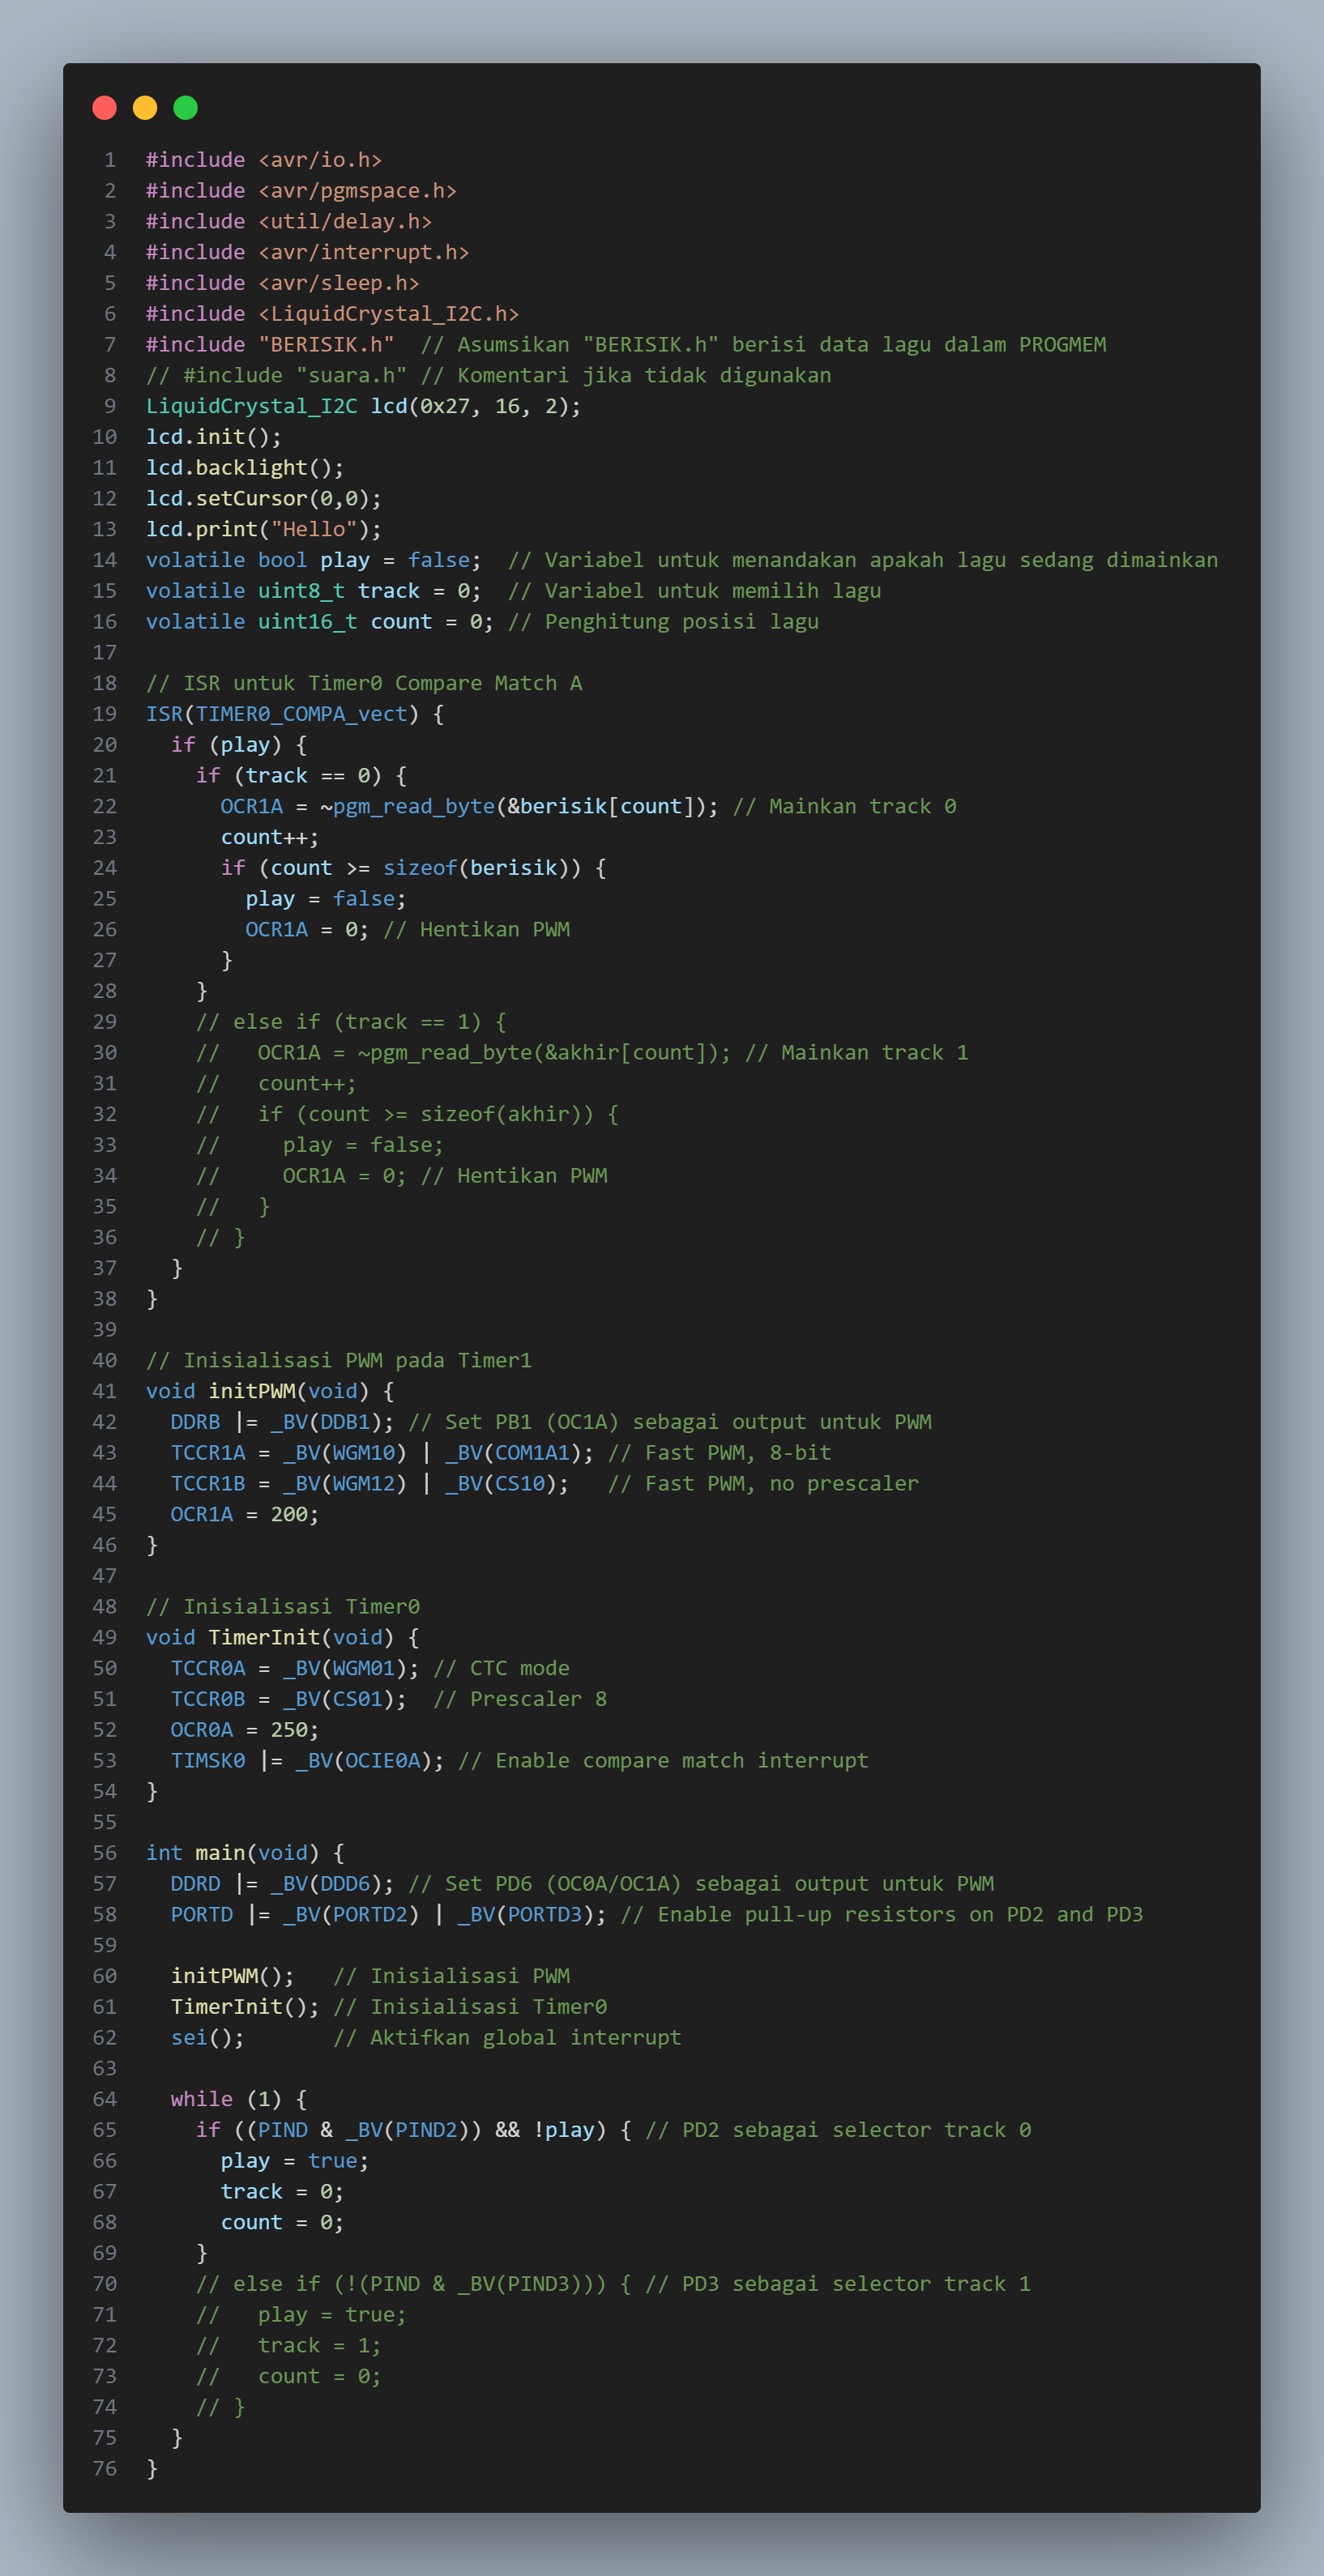 1 #include <avr/io.h>
2 #include <avr/pgmspace.h>
3 #include <util/delay.h>
4 #include <avr/interrupt.h>
5 #include <avr/sleep.h>
6 #include <LiquidCrystal_I2C.h>
7 #include "BERISIK.h"  // Asumsikan "BERISIK.h" berisi data lagu dalam PROGMEM
8 // #include "suara.h" // Komentari jika tidak digunakan
9 LiquidCrystal_I2C lcd(0x27, 16, 2);
10 lcd.init();
11 lcd.backlight();
12 lcd.setCursor(0,0);
13 lcd.print("Hello");
14 volatile bool play = false;  // Variabel untuk menandakan apakah lagu sedang dimainkan
15 volatile uint8_t track = 0;  // Variabel untuk memilih lagu
16 volatile uint16_t count = 0; // Penghitung posisi lagu
17
18 // ISR untuk Timer0 Compare Match A
19 ISR(TIMER0_COMPA_vect) {
20   if (play) {
21     if (track == 0) {
22       OCR1A = ~pgm_read_byte(&berisik[count]); // Mainkan track 0
23       count++;
24       if (count >= sizeof(berisik)) {
25         play = false;
26         OCR1A = 0; // Hentikan PWM
27       }
28     }
29     // else if (track == 1) {
30     //   OCR1A = ~pgm_read_byte(&akhir[count]); // Mainkan track 1
31     //   count++;
32     //   if (count >= sizeof(akhir)) {
33     //     play = false;
34     //     OCR1A = 0; // Hentikan PWM
35     //   }
36     // }
37   }
38 }
39
40 // Inisialisasi PWM pada Timer1
41 void initPWM(void) {
42   DDRB |= _BV(DDB1); // Set PB1 (OC1A) sebagai output untuk PWM
43   TCCR1A = _BV(WGM10) | _BV(COM1A1); // Fast PWM, 8-bit
44   TCCR1B = _BV(WGM12) | _BV(CS10);   // Fast PWM, no prescaler
45   OCR1A = 200;
46 }
47
48 // Inisialisasi Timer0
49 void TimerInit(void) {
50   TCCR0A = _BV(WGM01); // CTC mode
51   TCCR0B = _BV(CS01);  // Prescaler 8
52   OCR0A = 250;
53   TIMSK0 |= _BV(OCIE0A); // Enable compare match interrupt
54 }
55
56 int main(void) {
57   DDRD |= _BV(DDD6); // Set PD6 (OC0A/OC1A) sebagai output untuk PWM
58   PORTD |= _BV(PORTD2) | _BV(PORTD3); // Enable pull-up resistors on PD2 and PD3
59
60   initPWM();   // Inisialisasi PWM
61   TimerInit(); // Inisialisasi Timer0
62   sei();       // Aktifkan global interrupt
63
64   while (1) {
65     if ((PIND & _BV(PIND2)) && !play) { // PD2 sebagai selector track 0
66       play = true;
67       track = 0;
68       count = 0;
69     }
70     // else if (!(PIND & _BV(PIND3))) { // PD3 sebagai selector track 1
71     //   play = true;
72     //   track = 1;
73     //   count = 0;
74     // }
75   }
76 }